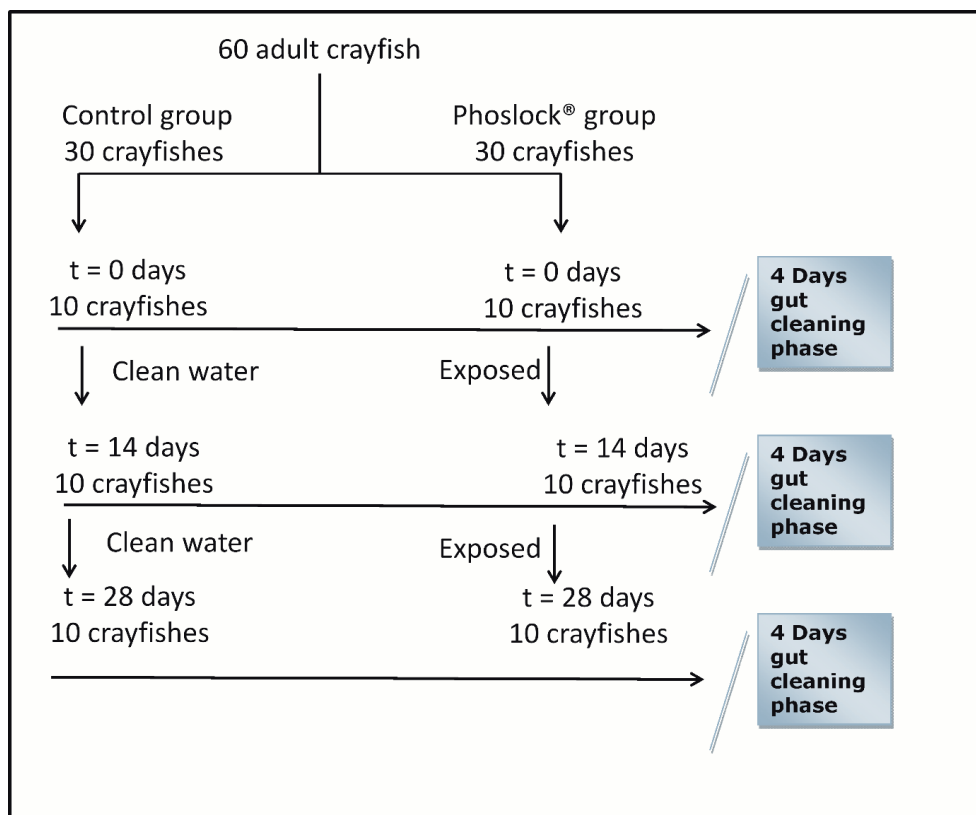 60 adult crayfish
Control group
30 crayfishes
Phoslock® group
30 crayfishes
t = 0 days
10 crayfishes
t = 0 days
10 crayfishes
4 Days
gut
cleaning
phase
Clean water
Exposed
t = 14 days
10 crayfishes
t = 14 days
10 crayfishes
4 Days
gut
cleaning
phase
Clean water
Exposed
t = 28 days
10 crayfishes
t = 28 days
10 crayfishes
4 Days
gut
cleaning
phase